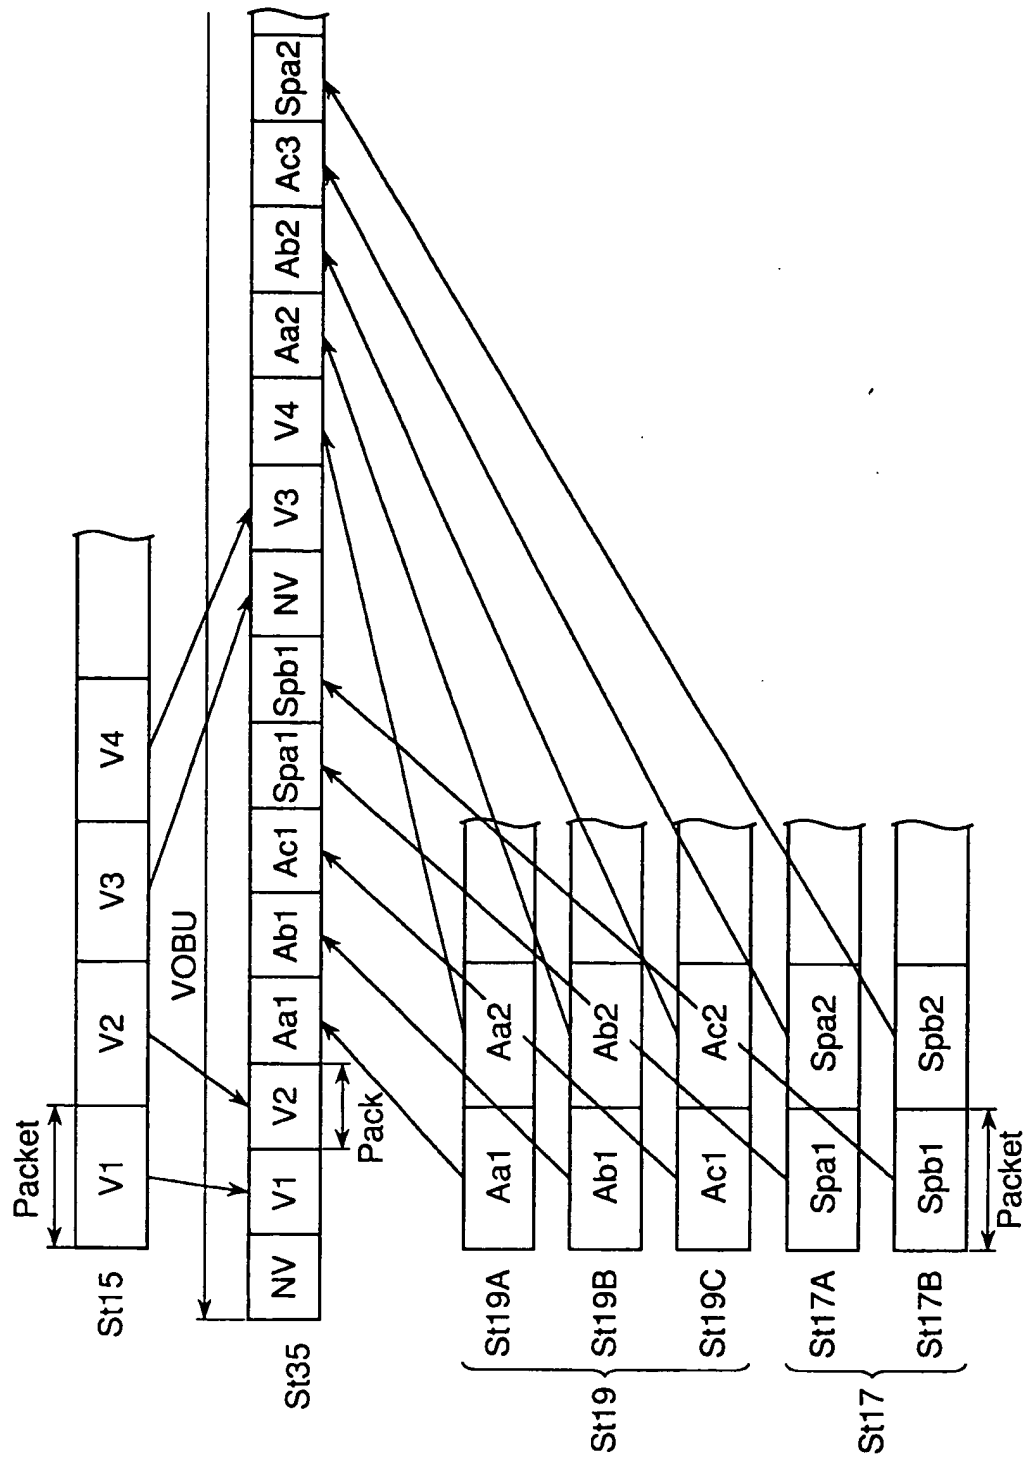 Packet
St15
V1
V2
V3
V4
VOBU
St35
NV
V1
V2
Aa1
Ab1
Ac1
Spa1
Spb1
NV
V3
V4
Aa2
Ab2
Ac3
Spa2
Pack
St19
St19A
Aa1
Aa2
St19B
Ab1
Ab2
St19C
Ac1
Ac2
St17
St17A
Spa1
Spa2
St17B
Spb1
Spb2
Packet